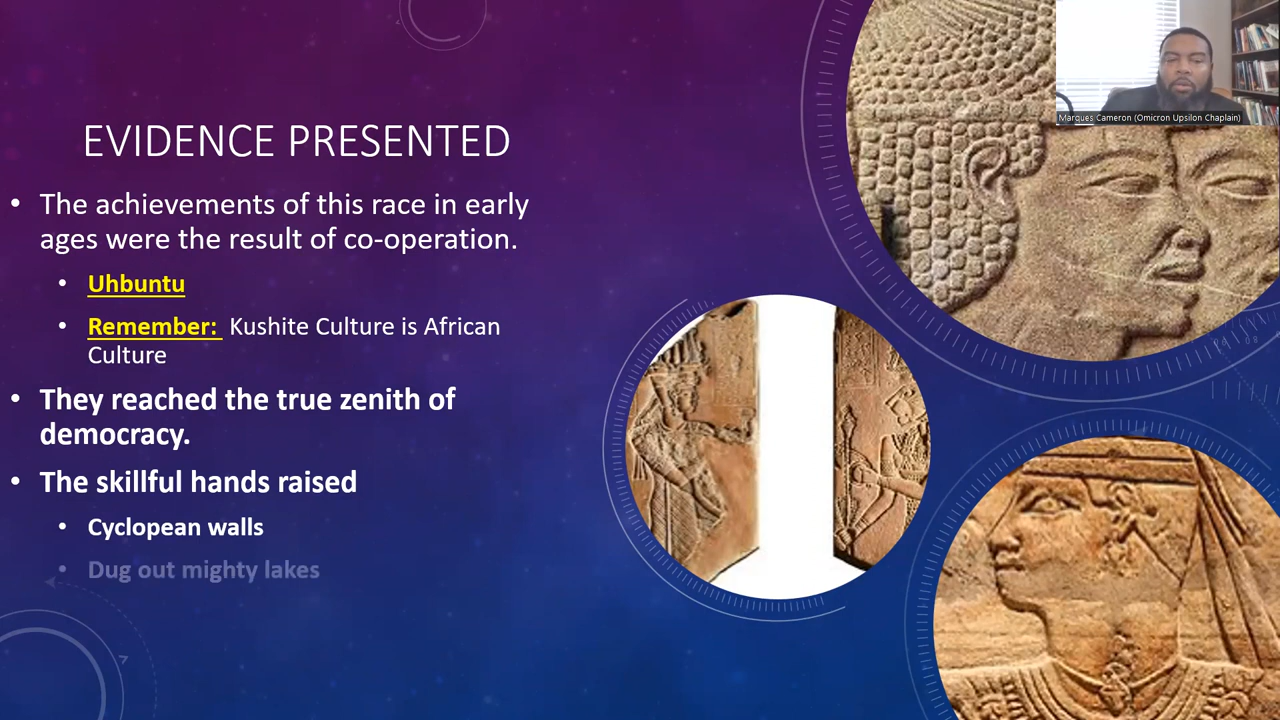 EVIDENCE PRESENTED
• The achievements of this race in early
ages were the result of co-operation.
• Uhbuntu
• Remember: Kushite Culture is African
Culture
• They reached the true zenith of
democracy.
• The skillful hands raised
• Cyclopean walls
• Dug out mighty lakes
Marques Cameron (Omicron Upsilon Chaplain)